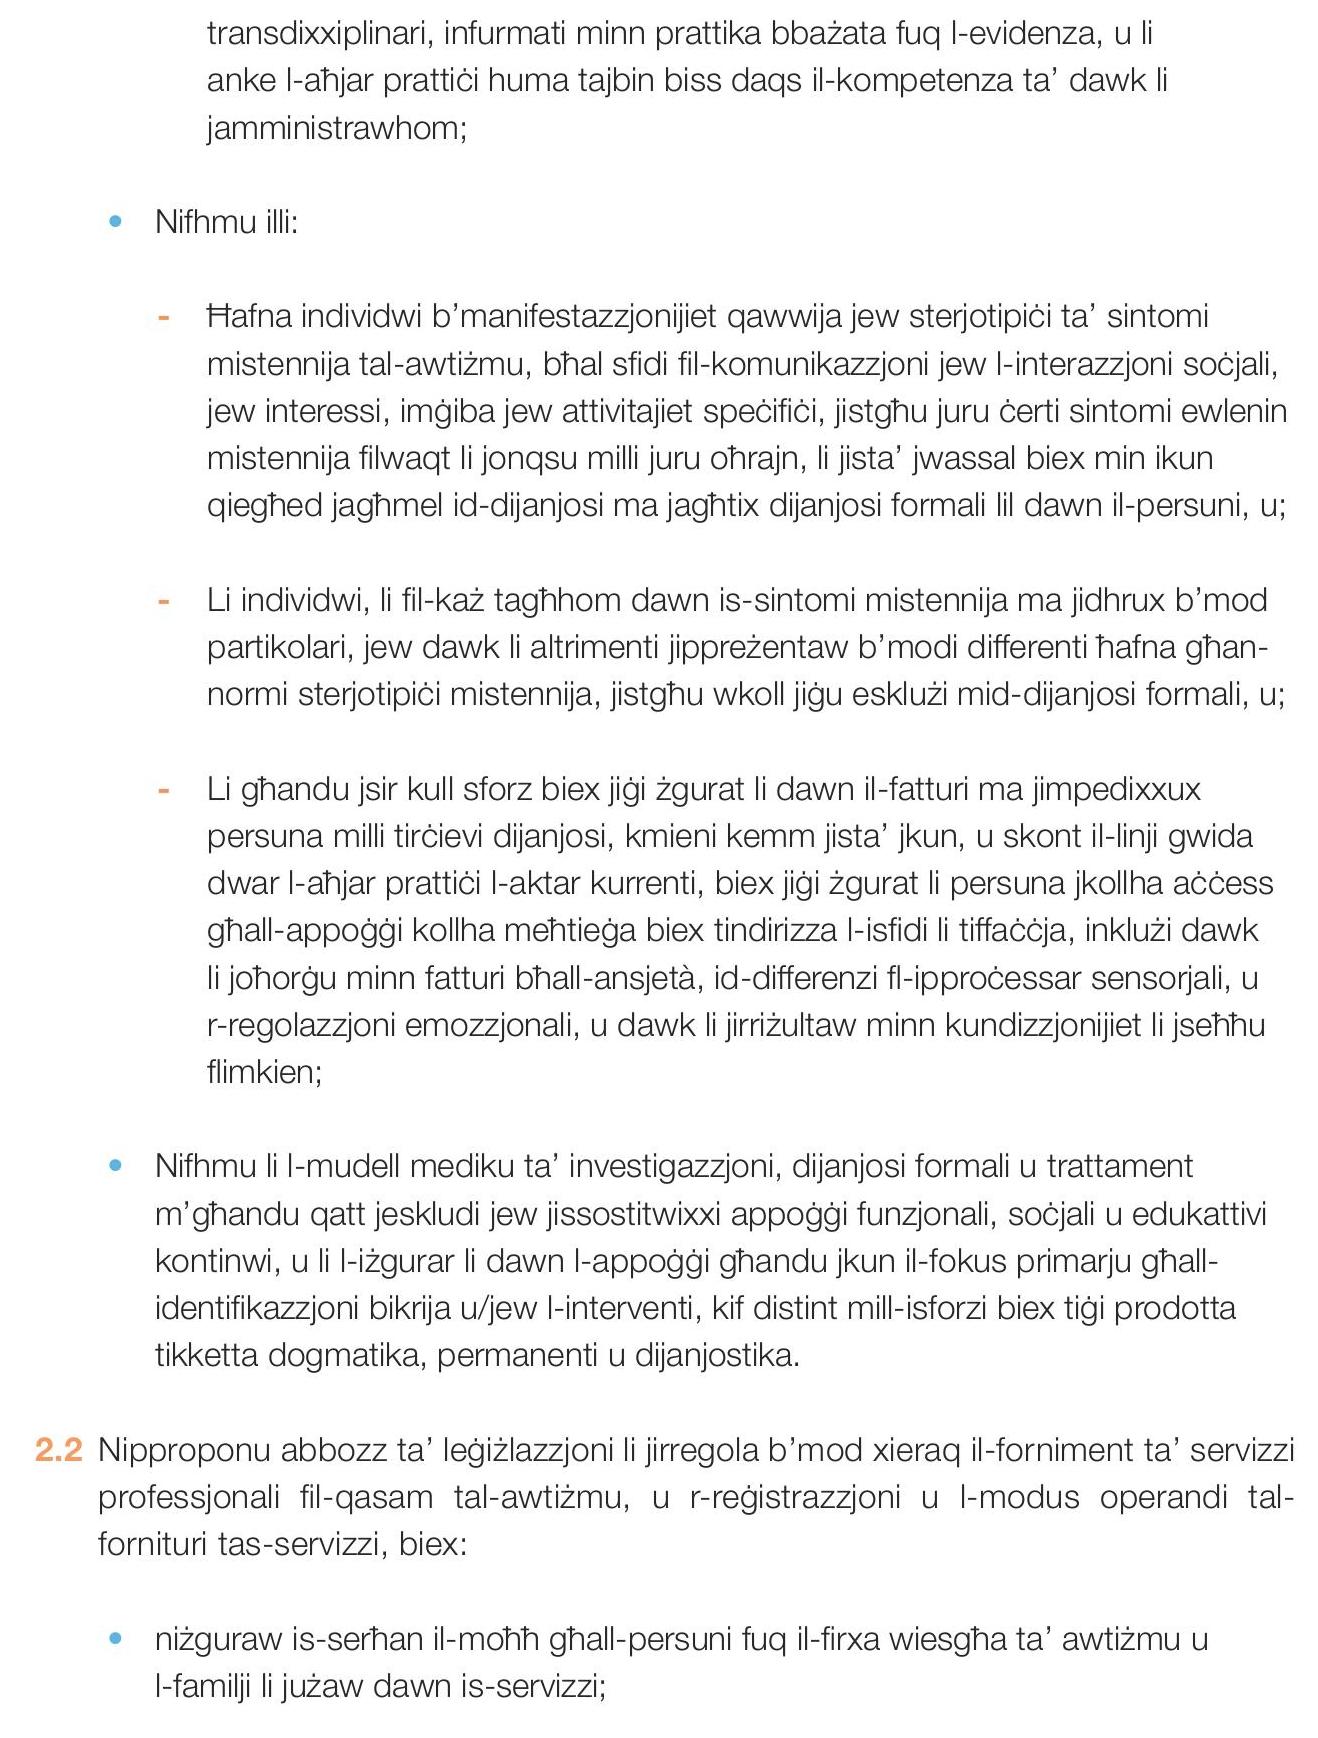 transdixxiplinari, infurmati minn prattika bbażata fuq l-evidenza, u li
anke l-aħjar prattiċi huma tajbin biss daqs il-kompetenza ta’ dawk li
jamministrawhom;
• Nifhmu illi:
- Ħafna individwi b’manifestazzjonijiet qawwija jew sterjotipiċi ta’ sintomi
mistennija tal-awtiżmu, bħal sfidi fil-komunikazzjoni jew l-interazzjoni soċjali,
jew interessi, imġiba jew attivitajiet speċifiċi, jistgħu juru ċerti sintomi ewlenin
mistennija filwaqt li jonqsu milli juru oħrajn, li jista’ jwassal biex min ikun
qiegħed jagħmel id-dijanjosi ma jagħtix dijanjosi formali lil dawn il-persuni, u;
- Li individwi, li fil-każ tagħhom dawn is-sintomi mistennija ma jidhrux b’mod
partikolari, jew dawk li altrimenti jippreżentaw b’modi differenti ħafna għan-
normi sterjotipiċi mistennija, jistgħu wkoll jiġu esklużi mid-dijanjosi formali, u;
- Li għandu jsir kull sforz biex jiġi żgurat li dawn il-fatturi ma jimpedixxux
persuna milli tirċievi dijanjosi, kmieni kemm jista’ jkun, u skont il-linji gwida
dwar l-aħjar prattiċi l-aktar kurrenti, biex jiġi żgurat li persuna jkollha aċċess
għall-appoġġi kollha meħtieġa biex tindirizza l-isfidi li tiffaċċja, inklużi dawk
li joħorġu minn fatturi bħall-ansjetà, id-differenzi fl-ipproċessar sensorjali, u
r-regolazzjoni emozzjonali, u dawk li jirriżultaw minn kundizzjonijiet li jseħħu
flimkien;
• Nifhmu li l-mudell mediku ta’ investigazzjoni, dijanjosi formali u trattament
m’għandu qatt jeskludi jew jissostitwixxi appoġġi funzjonali, soċjali u edukattivi
kontinwi, u li l-iżgurar li dawn l-appoġġi għandu jkun il-fokus primarju għall-
identifikazzjoni bikrija u/jew l-interventi, kif distint mill-isforzi biex tiġi prodotta
tikketta dogmatika, permanenti u dijanjostika.
2.2 Nipproponu abbozz ta’ leġiżlazzjoni li jirregola b’mod xieraq il-forniment ta’ servizzi
professjonali fil-qasam tal-awtiżmu, u r-reġistrazzjoni u l-modus operandi tal-
fornituri tas-servizzi, biex:
• niżguraw is-serħan il-moħħ għall-persuni fuq il-firxa wiesgħa ta’ awtiżmu u
l-familji li jużaw dawn is-servizzi;